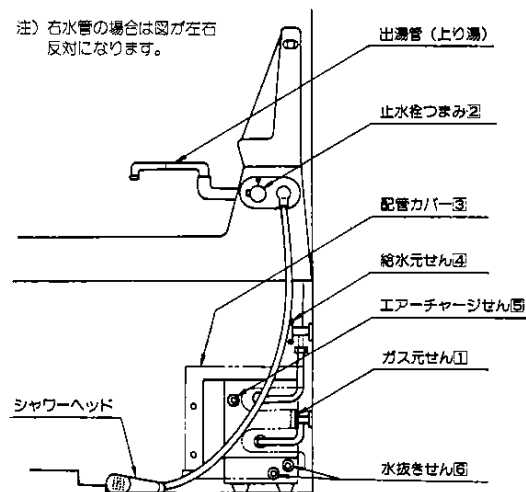 注）右水管の場合は図が左右
反対になります。
出湯管（上り湯）
止水栓つまみ②
配管カバー③
給水元せん④
エアーチャージせん⑤
ガス元せん①
シャワーヘッド
水抜きせん⑥